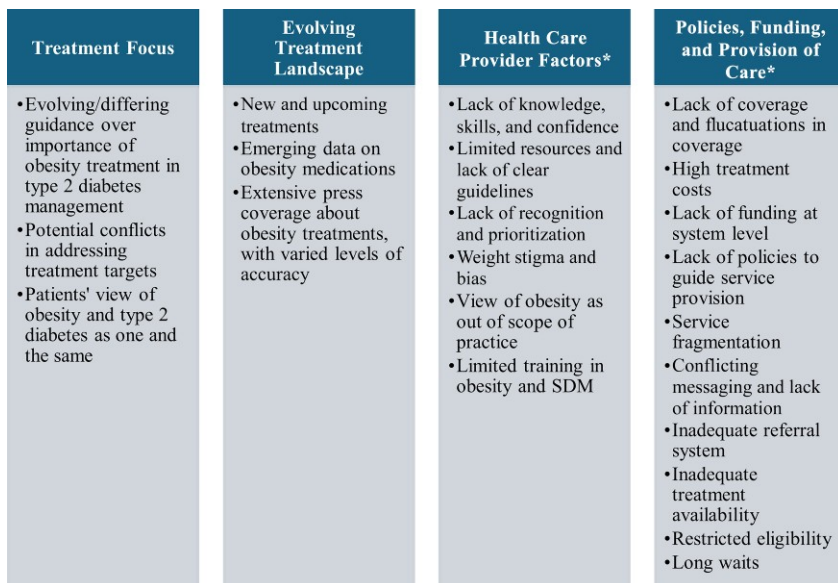 Treatment Focus
•Evolving/differing
guidance over
importance of
obesity treatment in
type 2 diabetes
management
•Potential conflicts
in addressing
treatment targets
•Patients' view of
obesity and type 2
diabetes as one and
the same
Evolving
Treatment
Landscape
•New and upcoming
treatments
•Emerging data on
obesity medications
•Extensive press
coverage about
obesity treatments,
with varied levels of
accuracy
Health Care
Provider Factors*
•Lack of knowledge,
skills, and confidence
•Limited resources and
lack of clear
guidelines
•Lack of recognition
and prioritization
•Weight stigma and
bias
•View of obesity as
out of scope of
practice
•Limited training in
obesity and SDM
Policies, Funding,
and Provision of
Care*
•Lack of coverage
and flucatuations in
coverage
•High treatment
costs
•Lack of funding at
system level
•Lack of policies to
guide service
provision
•Service
fragmentation
•Conflicting
messaging and lack
of information
•Inadequate referral
system
•Inadequate
treatment
availability
•Restricted eligibility
•Long waits